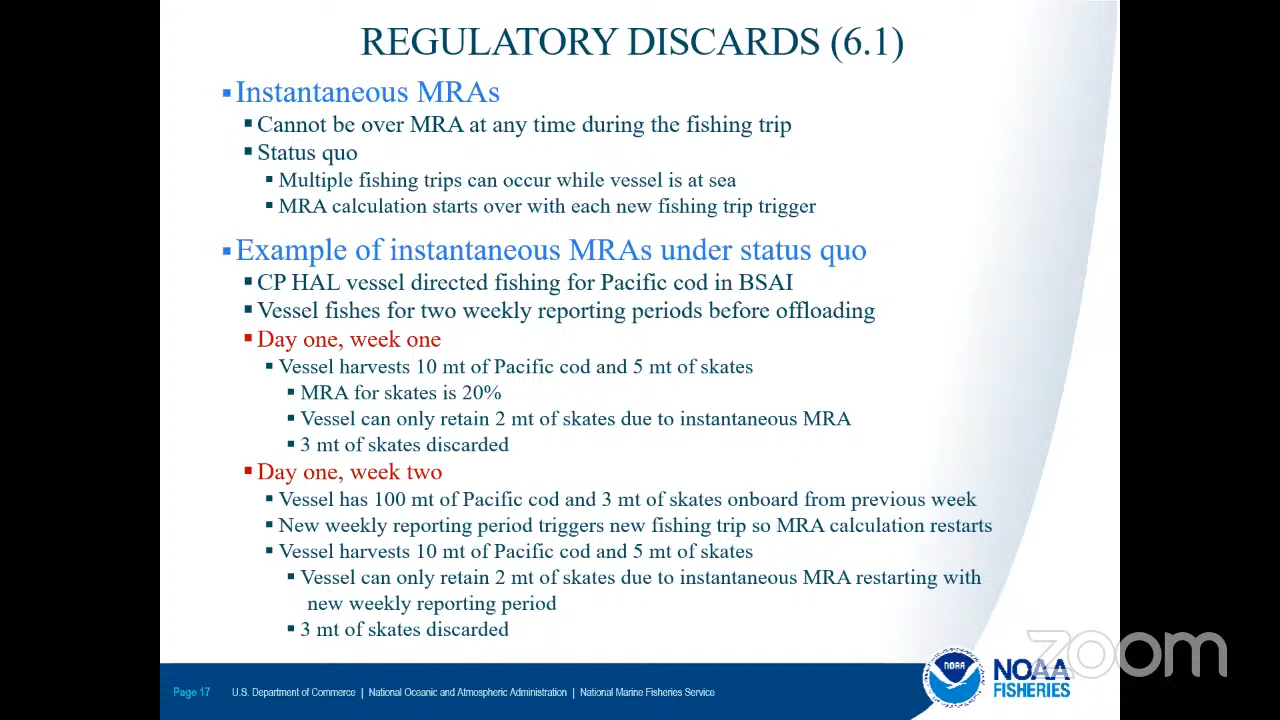 REGULATORY DISCARDS (6.1)
Instantaneous MRAs
Cannot be over MRA at any time during the fishing trip
Status quo
Multiple fishing trips can occur while vessel is at sea
MRA calculation starts over with each new fishing trip trigger
Example of instantaneous MRAs under status quo
CP HAL vessel directed fishing for Pacific cod in BSAI
Vessel fishes for two weekly reporting periods before offloading
Day one, week one
Vessel harvests 10 mt of Pacific cod and 5 mt of skates
MRA for skates is 20%
Vessel can only retain 2 mt of skates due to instantaneous MRA
3 mt of skates discarded
Day one, week two
Vessel has 100 mt of Pacific cod and 3 mt of skates onboard from previous week
New weekly reporting period triggers new fishing trip so MRA calculation restarts
Vessel harvests 10 mt of Pacific cod and 5 mt of skates
Vessel can only retain 2 mt of skates due to instantaneous MRA restarting with
new weekly reporting period
3 mt of skates discarded
zoom
NOAA
NOAA
FISHERIES
Page 17 U.S. Department of Commerce | National Oceanic and Atmospheric Administration | National Marine Fisheries Service